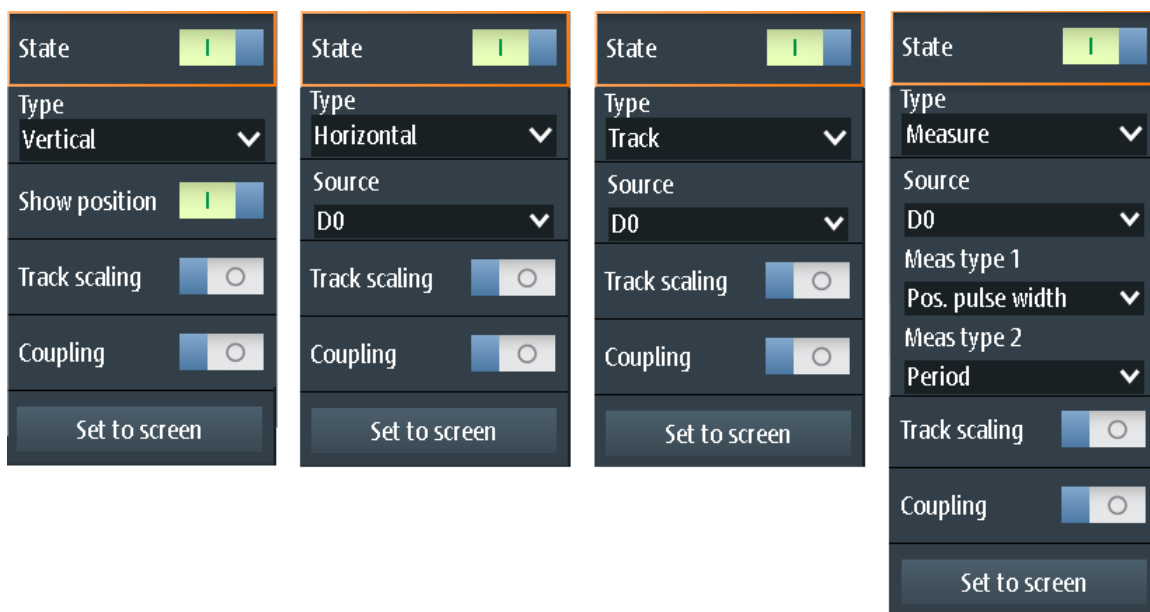 State
Type
Vertical
Show position
Track scaling
Coupling
Set to screen
State
Type
Horizontal
Source
D0
Track scaling
Coupling
Set to screen
State
Type
Track
Source
D0
Track scaling
Coupling
Set to screen
State
Type
Measure
Source
D0
Meas type 1
Pos. pulse width
Meas type 2
Period
Track scaling
Coupling
Set to screen